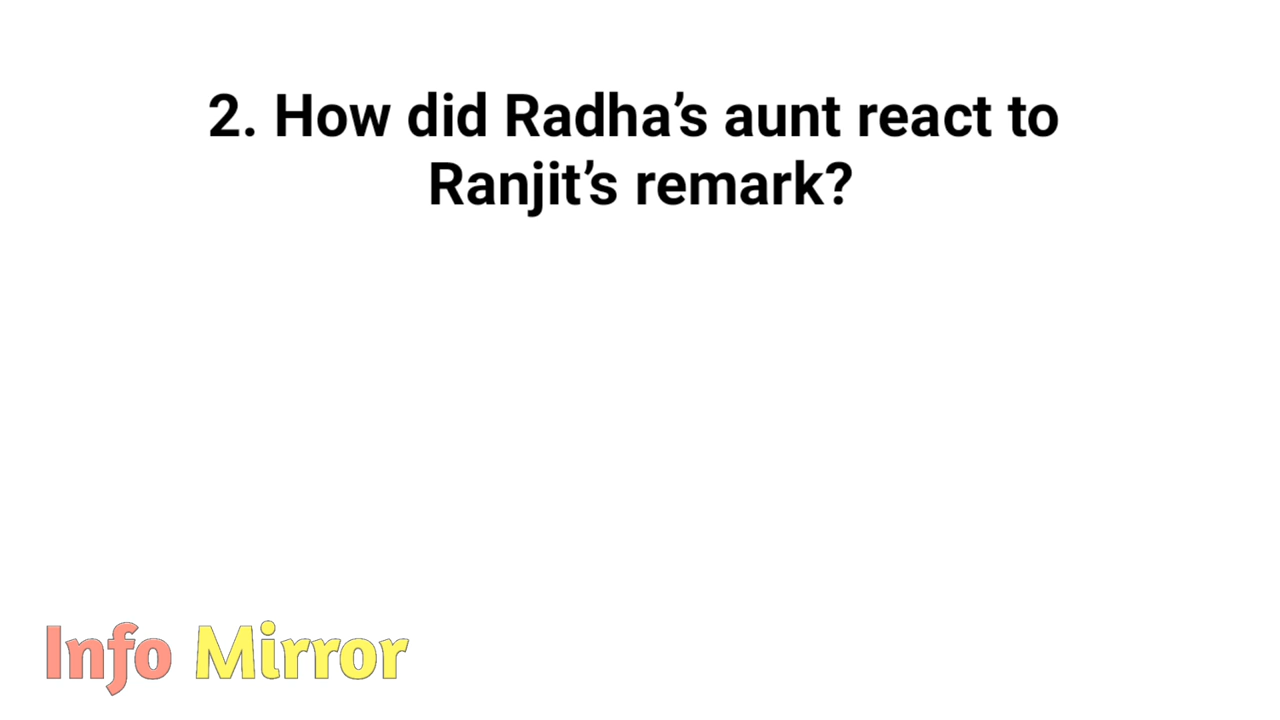 2. How did Radha’s aunt react to
Ranjit’s remark?
Info Mirror